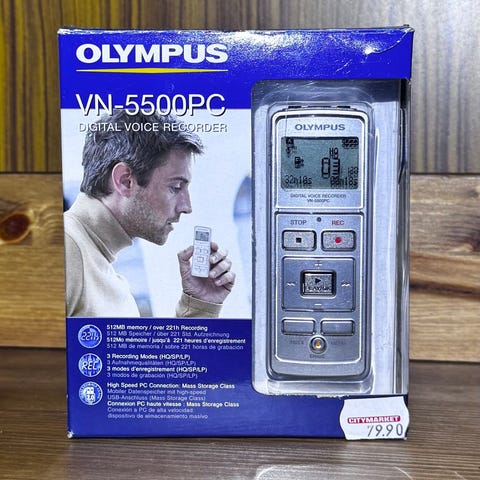 OLYMPUS
VN-5500PC
DIGITAL VOICE RECORDER
OLYMPUS
HQ
DIGITAL VOICE RECORDER
VN-5500PC
STOP
REC
512MB memory / over 221h Recording
512 MB Speicher / über 221 Std. Aufzeichnung
512Mo mémoire / jusqu'à 221 heures d'enregistrement
512 MB de memoria / sobre 221 horas de grabación
3 Recording Modes (HQ/SP/LP)
3 Aufnahmequalitäten (HQ/SP/LP)
3 modes d'enregistrement (HQ/SP/LP)
3 modos de grabación (HQ/SP/LP)
High Speed PC Connection: Mass Storage Class
Mobiler Datenspeicher mit high-speed
USB-Anschluss (Mass Storage Class)
Connexion PC haute vitesse : Mass Storage Class
Conexión a PC de alta velocidad
dispositivo de almacenamiento masivo
ERASE
CITYMARKET
79.90